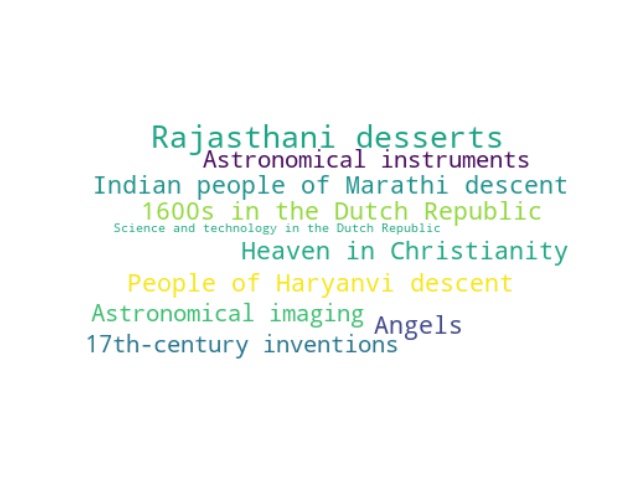 Rajasthani desserts
Astronomical instruments
Indian people of Marathi descent
1600s in the Dutch Republic
Science and technology in the Dutch Republic
Heaven in Christianity
People of Haryanvi descent
Astronomical imaging
Angels
17th-century inventions